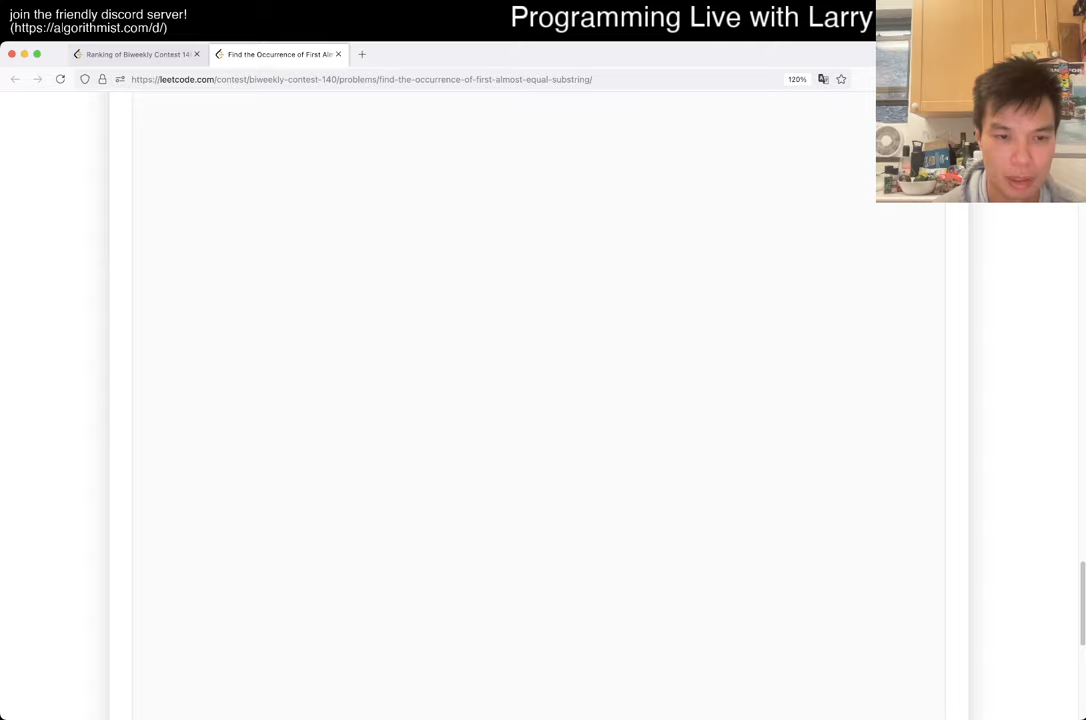 join the friendly discord server!
(https://algorithmist.com/d/)
Programming Live with Larry
Ranking of Biweekly Contest 14
Find the Occurrence of First Ale
https://leetcode.com/contest/biweekly-contest-140/problems/find-the-occurrence-of-first-almost-equal-substring/
120%